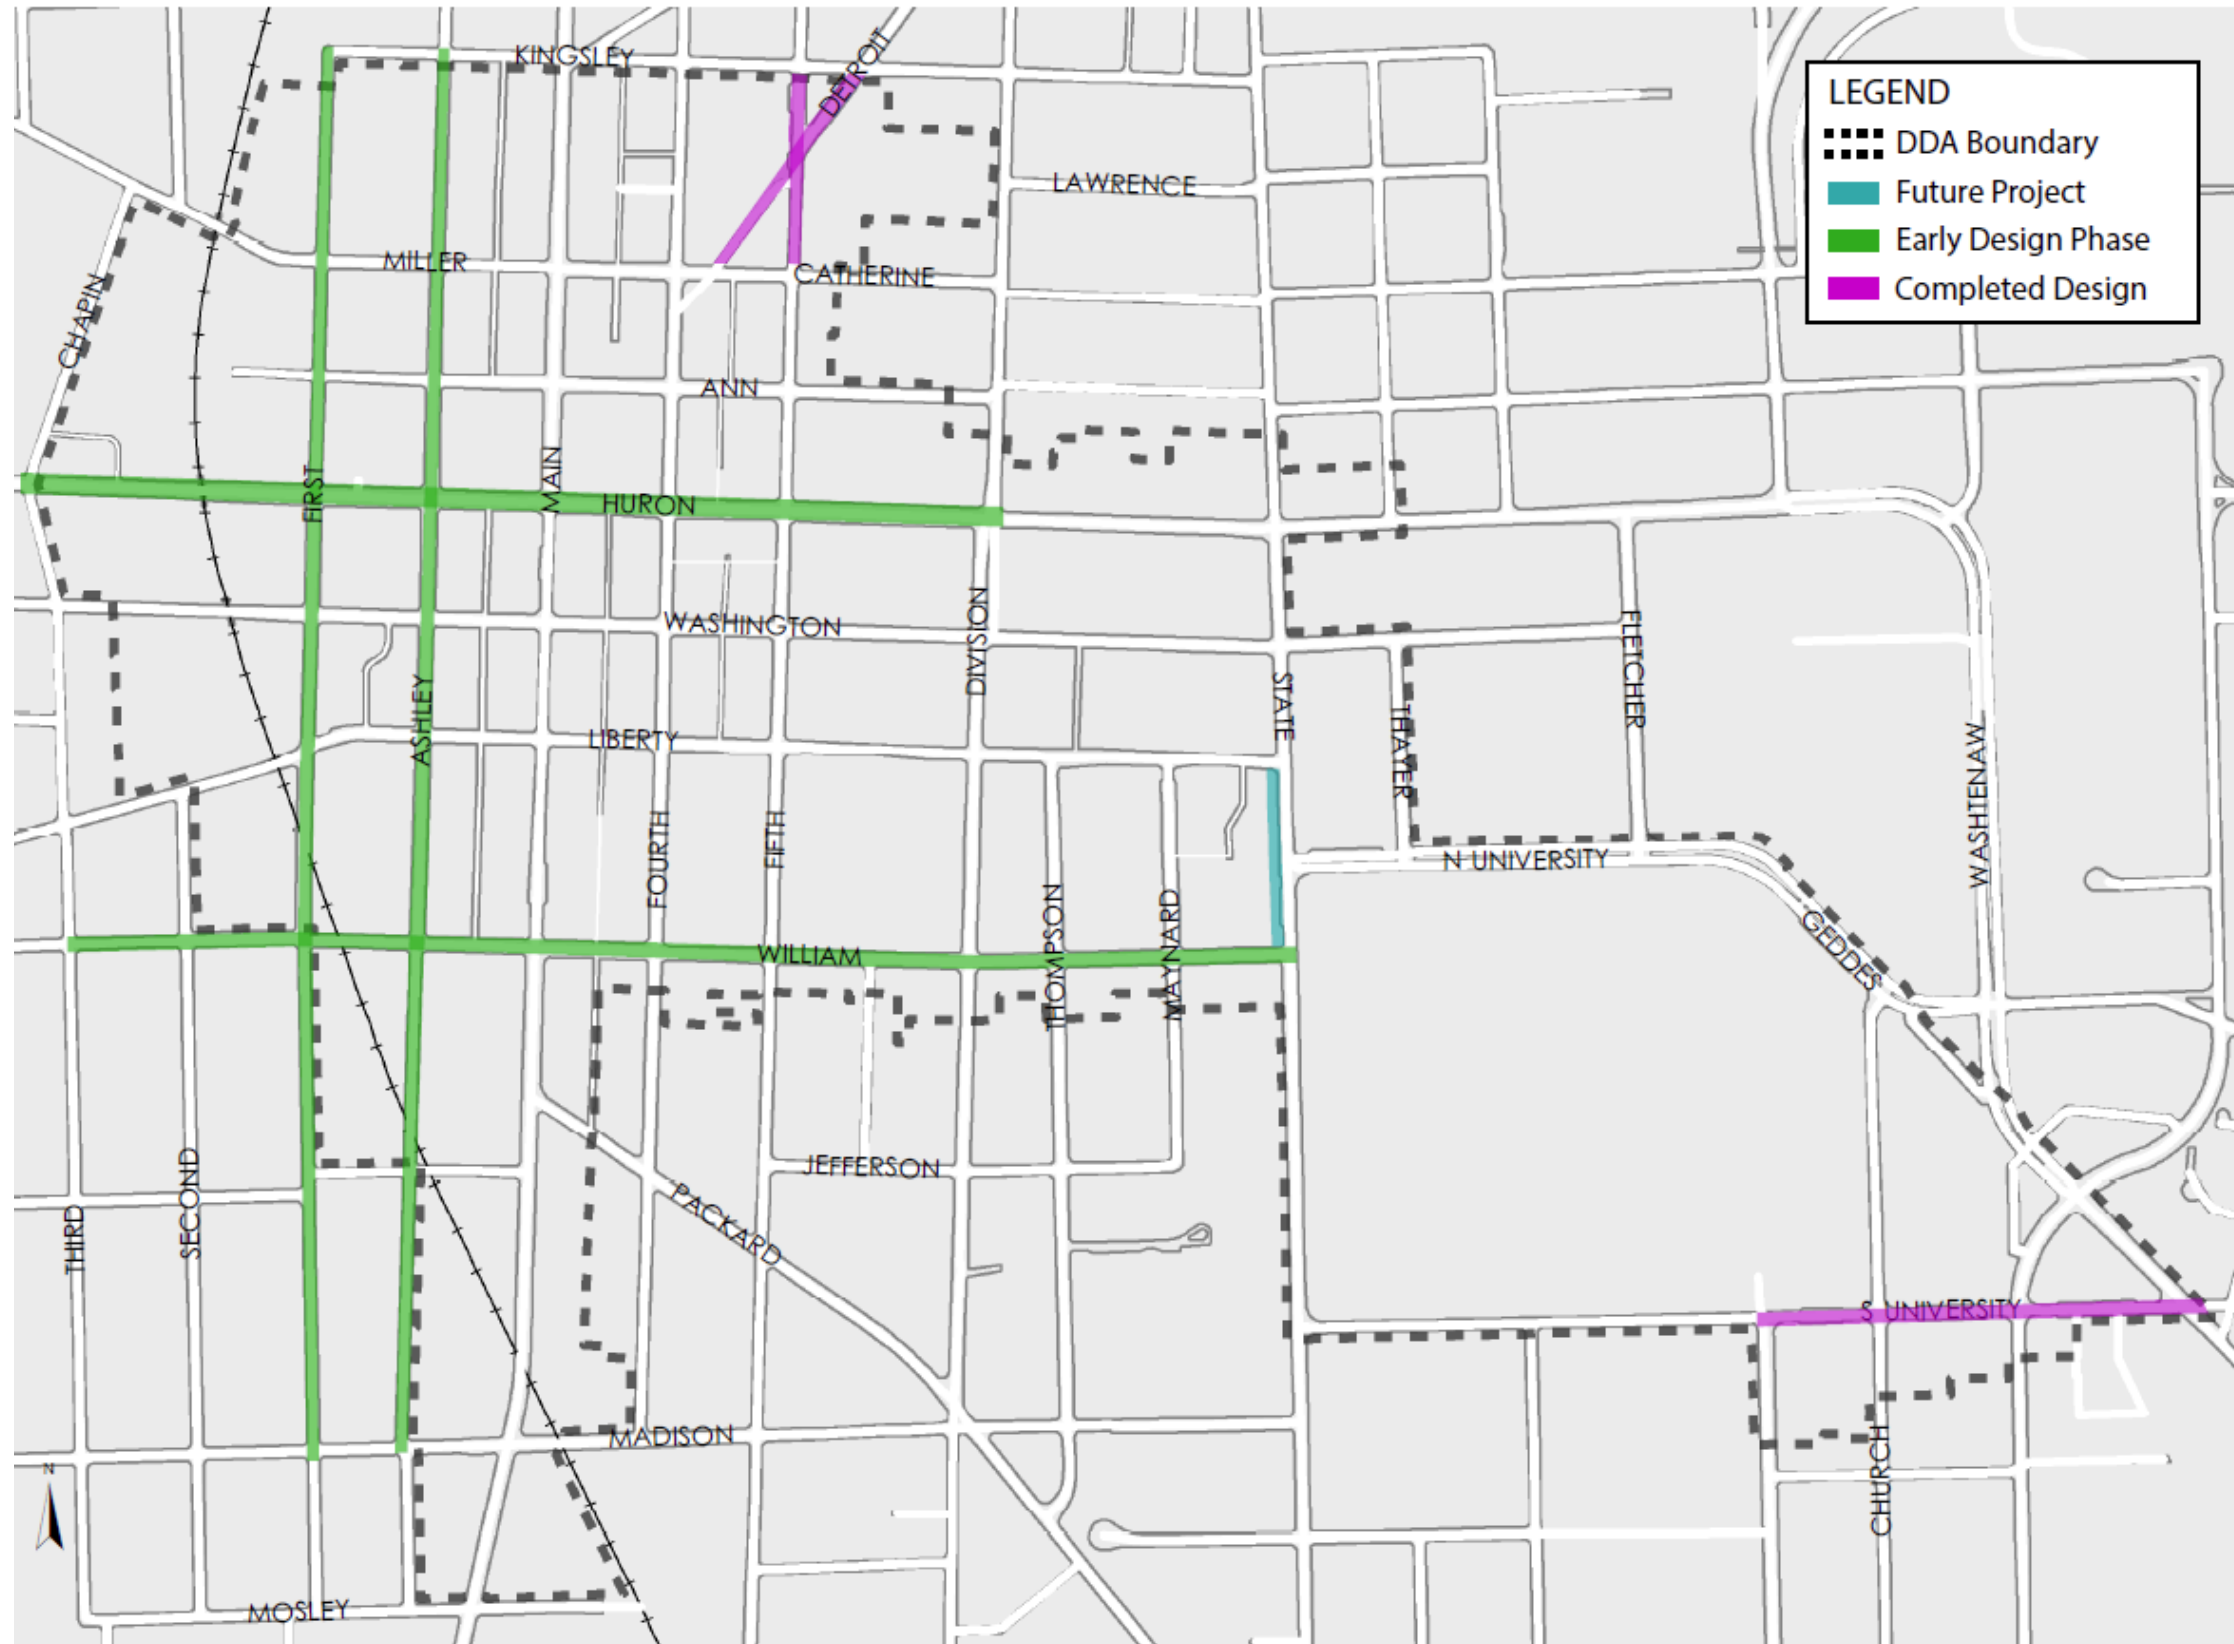 KINGSLEY
DETROIT
LEGEND
DDA Boundary
Future Project
Early Design Phase
Completed Design
LAWRENCE
MILLER
CATHERINE
CHAPIN
ANN
FIRST
MAIN
HURON
WASHINGTON
DIVISION
FLETCHER
ASHLEY
LIBERTY
STATE
THAYER
WASHTENAW
FOURTH
FIFTH
N UNIVERSITY
THOMPSON
MAYNARD
WILLIAM
GEDDES
JEFFERSON
PACKARD
THIRD
SECOND
S UNIVERSITY
MADISON
CHURCH
N
MOSLEY